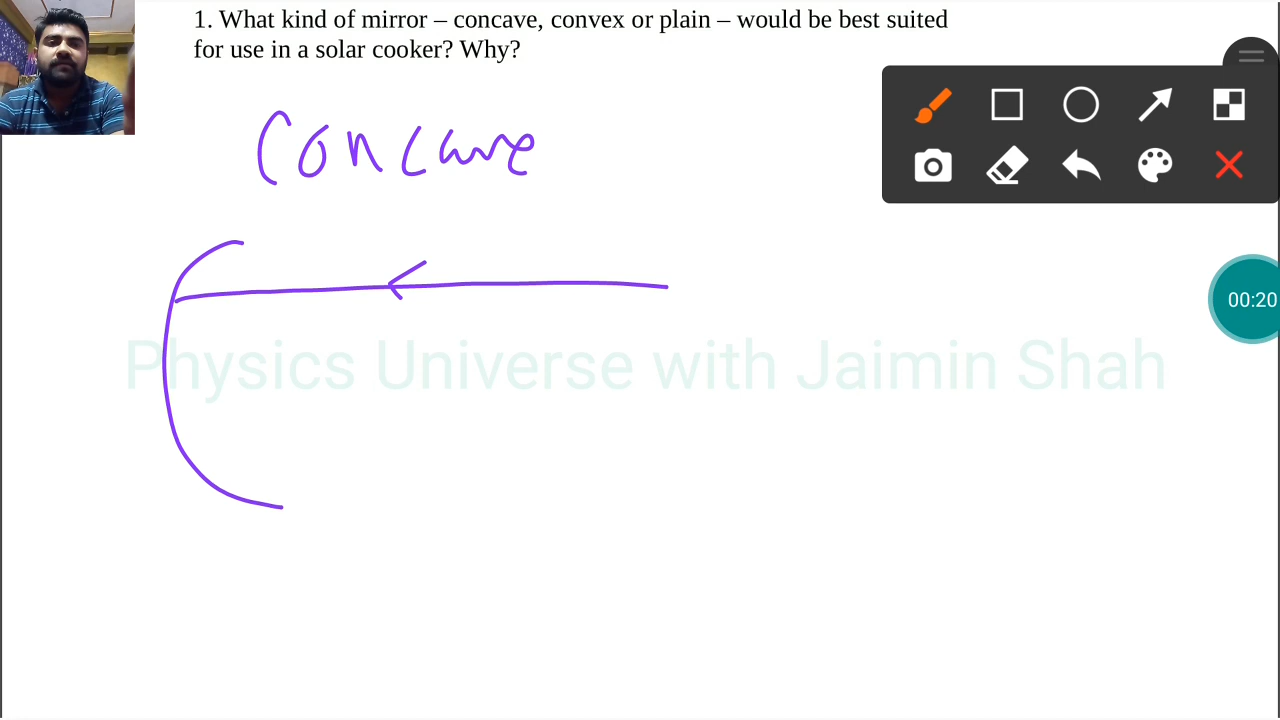 1. What kind of mirror – concave, convex or plain – would be best suited
for use in a solar cooker? Why?
Concave
00:20
Physics Universe with Jaimin Shah